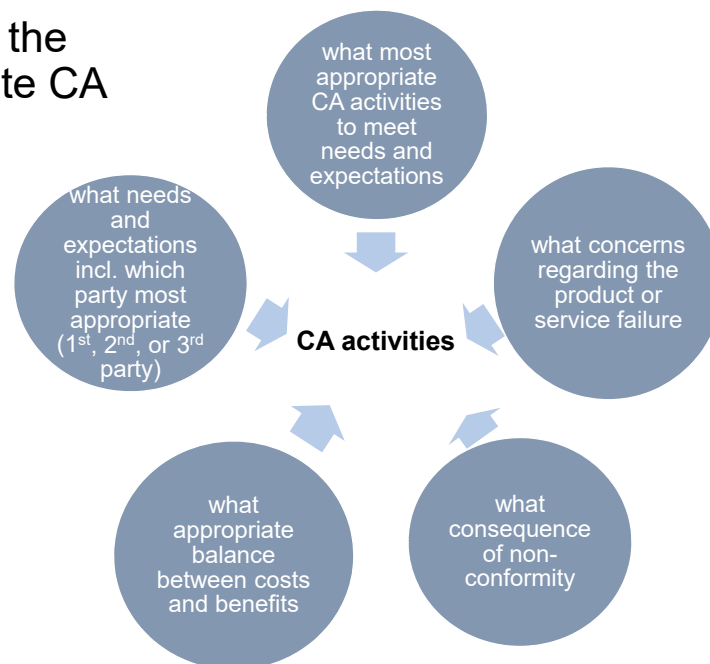 the
te CA
what most
appropriate
CA activities
to meet
needs and
expectations
what needs
and
expectations
incl. which
party most
appropriate
(1st, 2nd, or 3rd
party)
what concerns
regarding the
product or
service failure
CA activities
what
appropriate
balance
between costs
and benefits
what
consequence
of non-
conformity